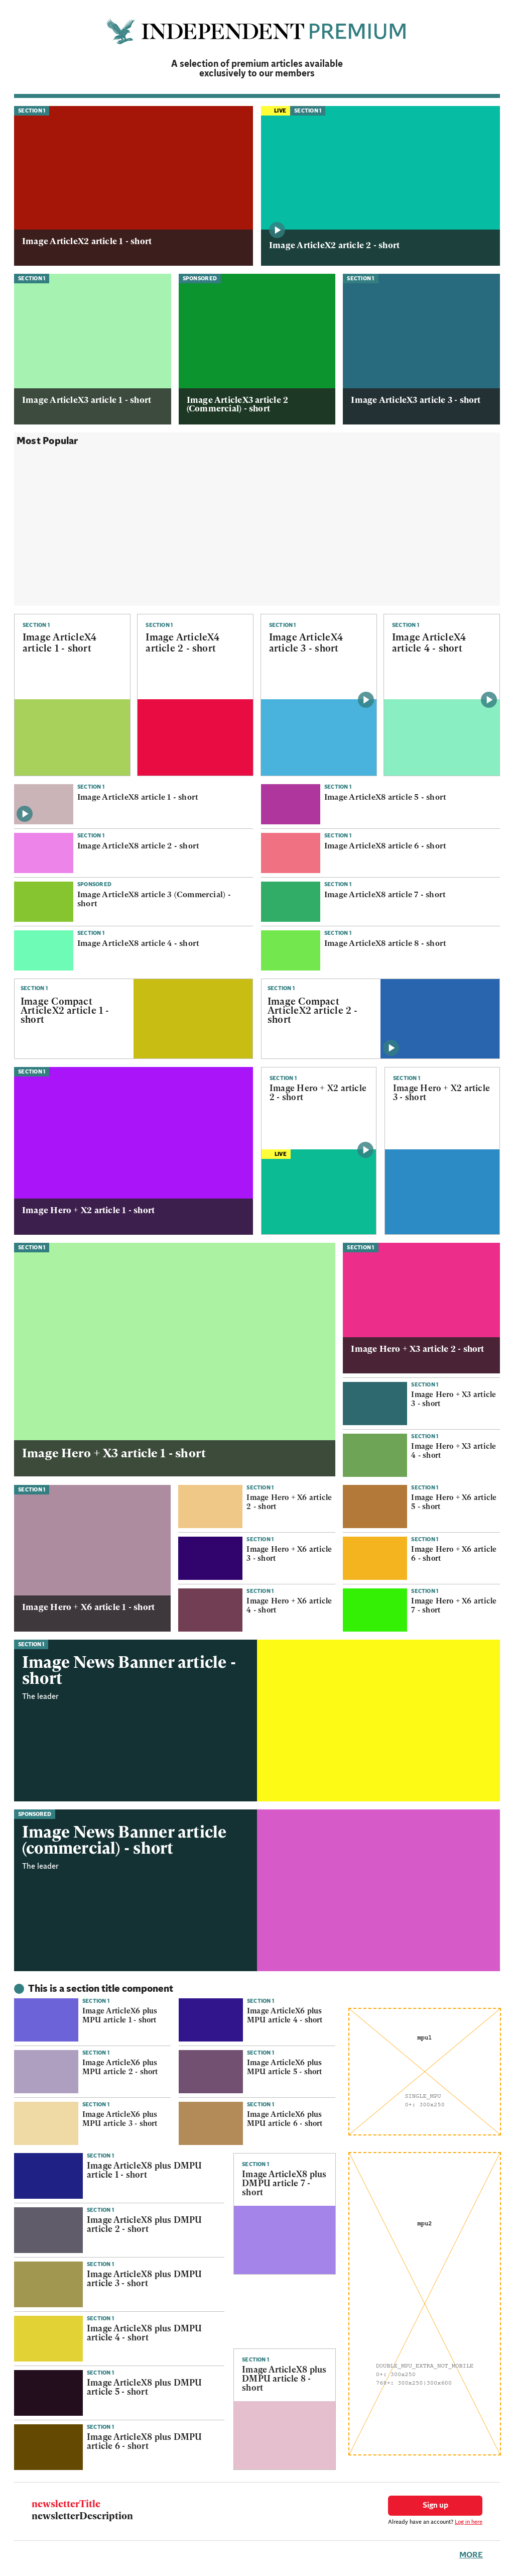 INDEPENDENT PREMIUM
A selection of premium articles available
exclusively to our members
SECTION 1
Image ArticleX2 article 1 - short
LIVE
SECTION 1
Image ArticleX2 article 2 - short
SECTION 1
Image ArticleX3 article 1 - short
SPONSORED
Image ArticleX3 article 2
(Commercial) - short
SECTION 1
Image ArticleX3 article 3 - short
Most Popular
SECTION 1
Image ArticleX4
article 1 - short
SECTION 1
Image ArticleX4
article 2 - short
SECTION 1
Image ArticleX4
article 3 - short
SECTION 1
Image ArticleX4
article 4 - short
SECTION 1
Image ArticleX8 article 1 - short
SECTION 1
Image ArticleX8 article 2 - short
SPONSORED
Image ArticleX8 article 3 (Commercial) -
short
SECTION 1
Image ArticleX8 article 4 - short
SECTION 1
Image ArticleX8 article 5 - short
SECTION 1
Image ArticleX8 article 6 - short
SECTION 1
Image ArticleX8 article 7 - short
SECTION 1
Image ArticleX8 article 8 - short
SECTION 1
Image Compact
ArticleX2 article 1 -
short
SECTION 1
Image Compact
ArticleX2 article 2 -
short
SECTION 1
Image Hero + X2 article 1 - short
SECTION 1
Image Hero + X2 article
2 - short
LIVE
SECTION 1
Image Hero + X2 article
3 - short
SECTION 1
Image Hero + X3 article 1 - short
SECTION 1
Image Hero + X3 article 2 - short
SECTION 1
Image Hero + X3 article
3 - short
SECTION 1
Image Hero + X3 article
4 - short
SECTION 1
Image Hero + X6 article 1 - short
SECTION 1
Image Hero + X6 article
2 - short
SECTION 1
Image Hero + X6 article
3 - short
SECTION 1
Image Hero + X6 article
4 - short
SECTION 1
Image Hero + X6 article
5 - short
SECTION 1
Image Hero + X6 article
6 - short
SECTION 1
Image Hero + X6 article
7 - short
SECTION 1
Image News Banner article -
short
The leader
SPONSORED
Image News Banner article
(commercial) - short
The leader
This is a section title component
SECTION 1
Image ArticleX6 plus
MPU article 1 - short
SECTION 1
Image ArticleX6 plus
MPU article 2 - short
SECTION 1
Image ArticleX6 plus
MPU article 3 - short
SECTION 1
Image ArticleX6 plus
MPU article 4 - short
SECTION 1
Image ArticleX6 plus
MPU article 5 - short
SECTION 1
Image ArticleX6 plus
MPU article 6 - short
mpu1
SINGLE_MPU
0+: 300x250
SECTION 1
Image ArticleX8 plus DMPU
article 1 - short
SECTION 1
Image ArticleX8 plus DMPU
article 2 - short
SECTION 1
Image ArticleX8 plus DMPU
article 3 - short
SECTION 1
Image ArticleX8 plus DMPU
article 4 - short
SECTION 1
Image ArticleX8 plus DMPU
article 5 - short
SECTION 1
Image ArticleX8 plus DMPU
article 6 - short
SECTION 1
Image ArticleX8 plus
DMPU article 7 -
short
SECTION 1
Image ArticleX8 plus
DMPU article 8 -
short
mpu2
DOUBLE_MPU_EXTRA_NOT_MOBILE
0+: 300x250
768+: 300x250;300x600
newsletterTitle
newsletterDescription
Sign up
Already have an account? Log in here
MORE